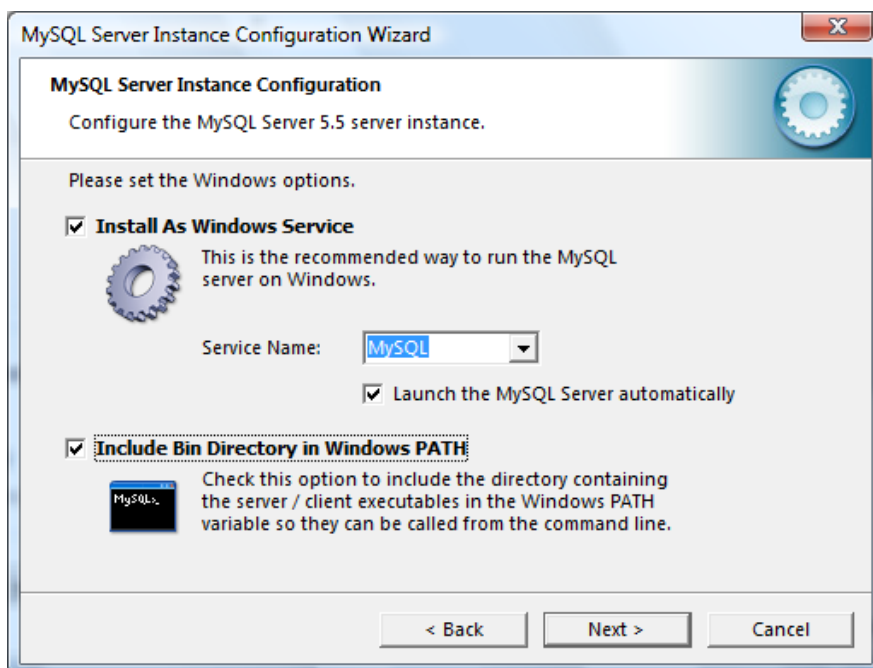 MySQL Server Instance Configuration Wizard
MySQL Server Instance Configuration
Configure the MySQL Server 5.5 server instance.
Please set the Windows options.
Install As Windows Service
This is the recommended way to run the MySQL
server on Windows.
Service Name:
MySQL
Launch the MySQL Server automatically
Include Bin Directory in Windows PATH
MySQL>_
Check this option to include the directory containing
the server / client executables in the Windows PATH
variable so they can be called from the command line.
< Back
Next >
Cancel